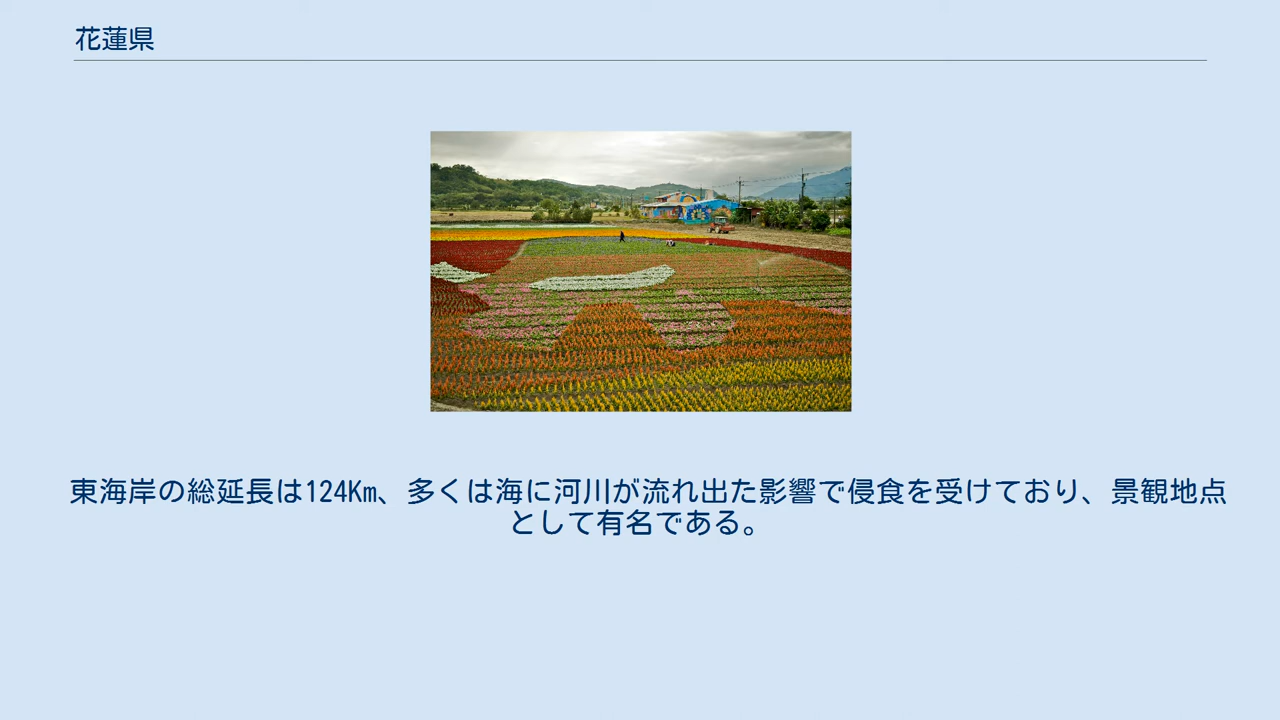 花蓮県
東海岸の総延長は124Km、多くは海に河川が流れ出た影響で侵食を受けており、景観地点
として有名である。